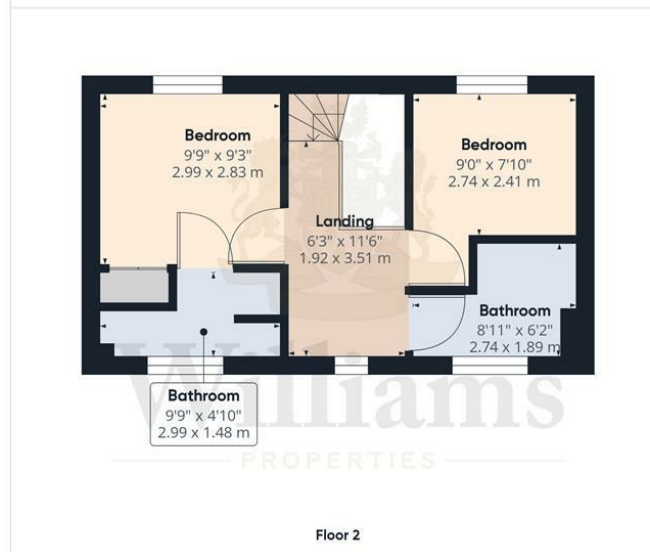 Bedroom
9'9" x 9'3"
2.99 x 2.83 m
Bedroom
9'0" x 7'10"
2.74 x 2.41 m
Landing
6'3" x 11'6"
1.92 x 3.51 m
Bathroom
8'11" x 6'2"
2.74 x 1.89 m
Bathroom
9'9" x 4'10"
2.99 x 1.48 m
Williams
PROPERTIES
Floor 2